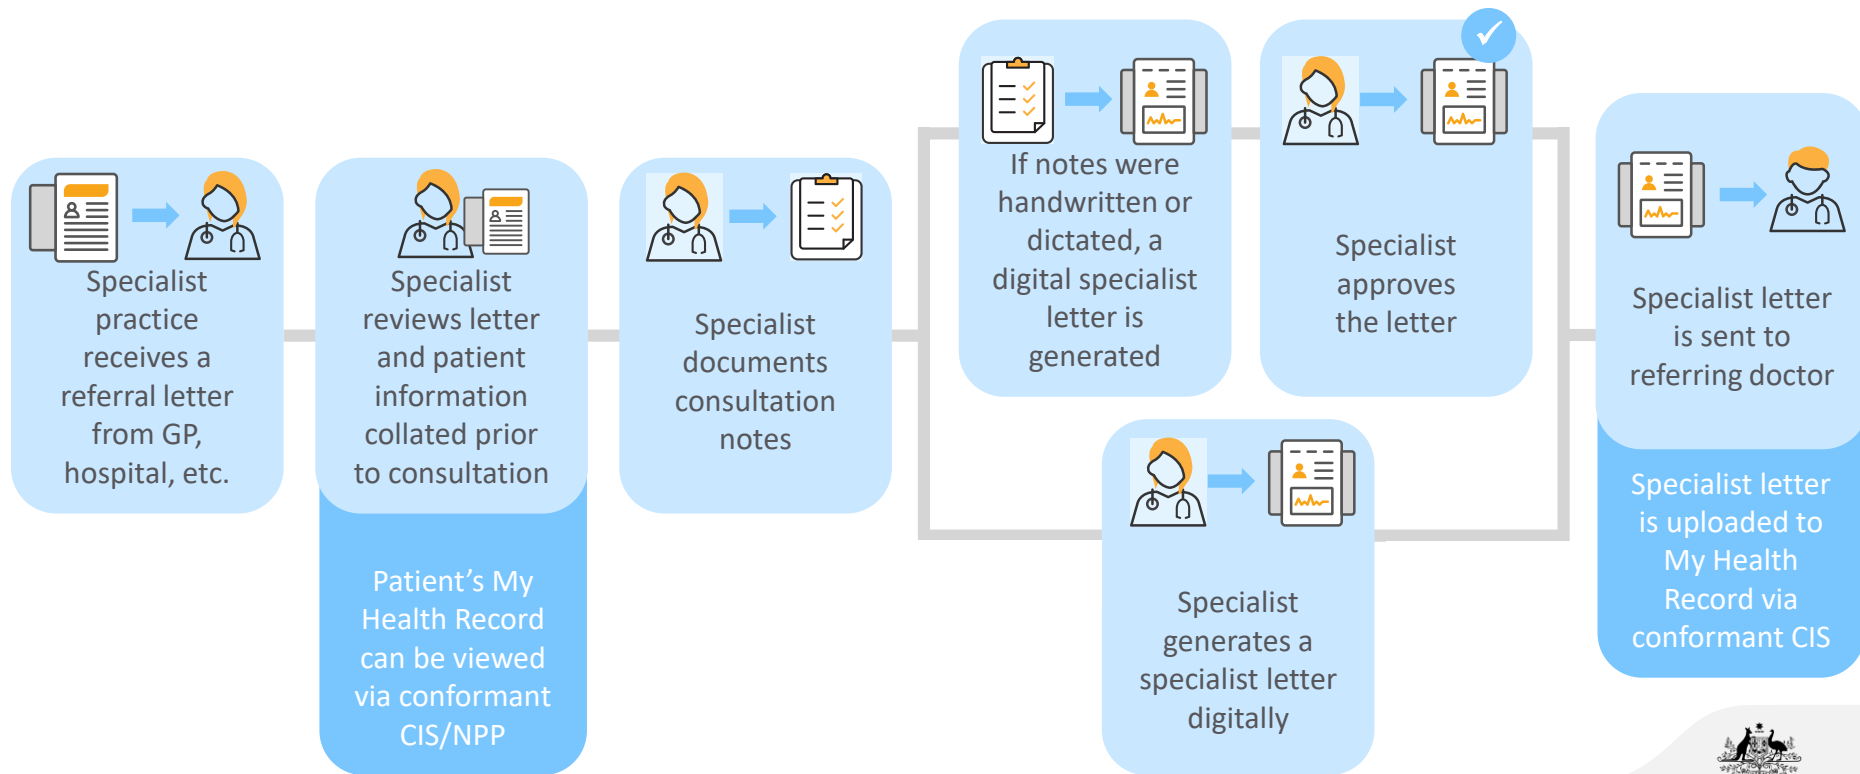 Specialist
practice
receives a
referral letter
from GP,
hospital, etc.
Specialist
reviews letter
and patient
information
collated prior
to consultation
Patient’s My
Health Record
can be viewed
via conformant
CIS/NPP
Specialist
documents
consultation
notes
If notes were
handwritten or
dictated, a
digital specialist
letter is
generated
Specialist
approves
the letter
Specialist
generates a
specialist letter
digitally
Specialist letter
is sent to
referring doctor
Specialist letter
is uploaded to
My Health
Record via
conformant CIS